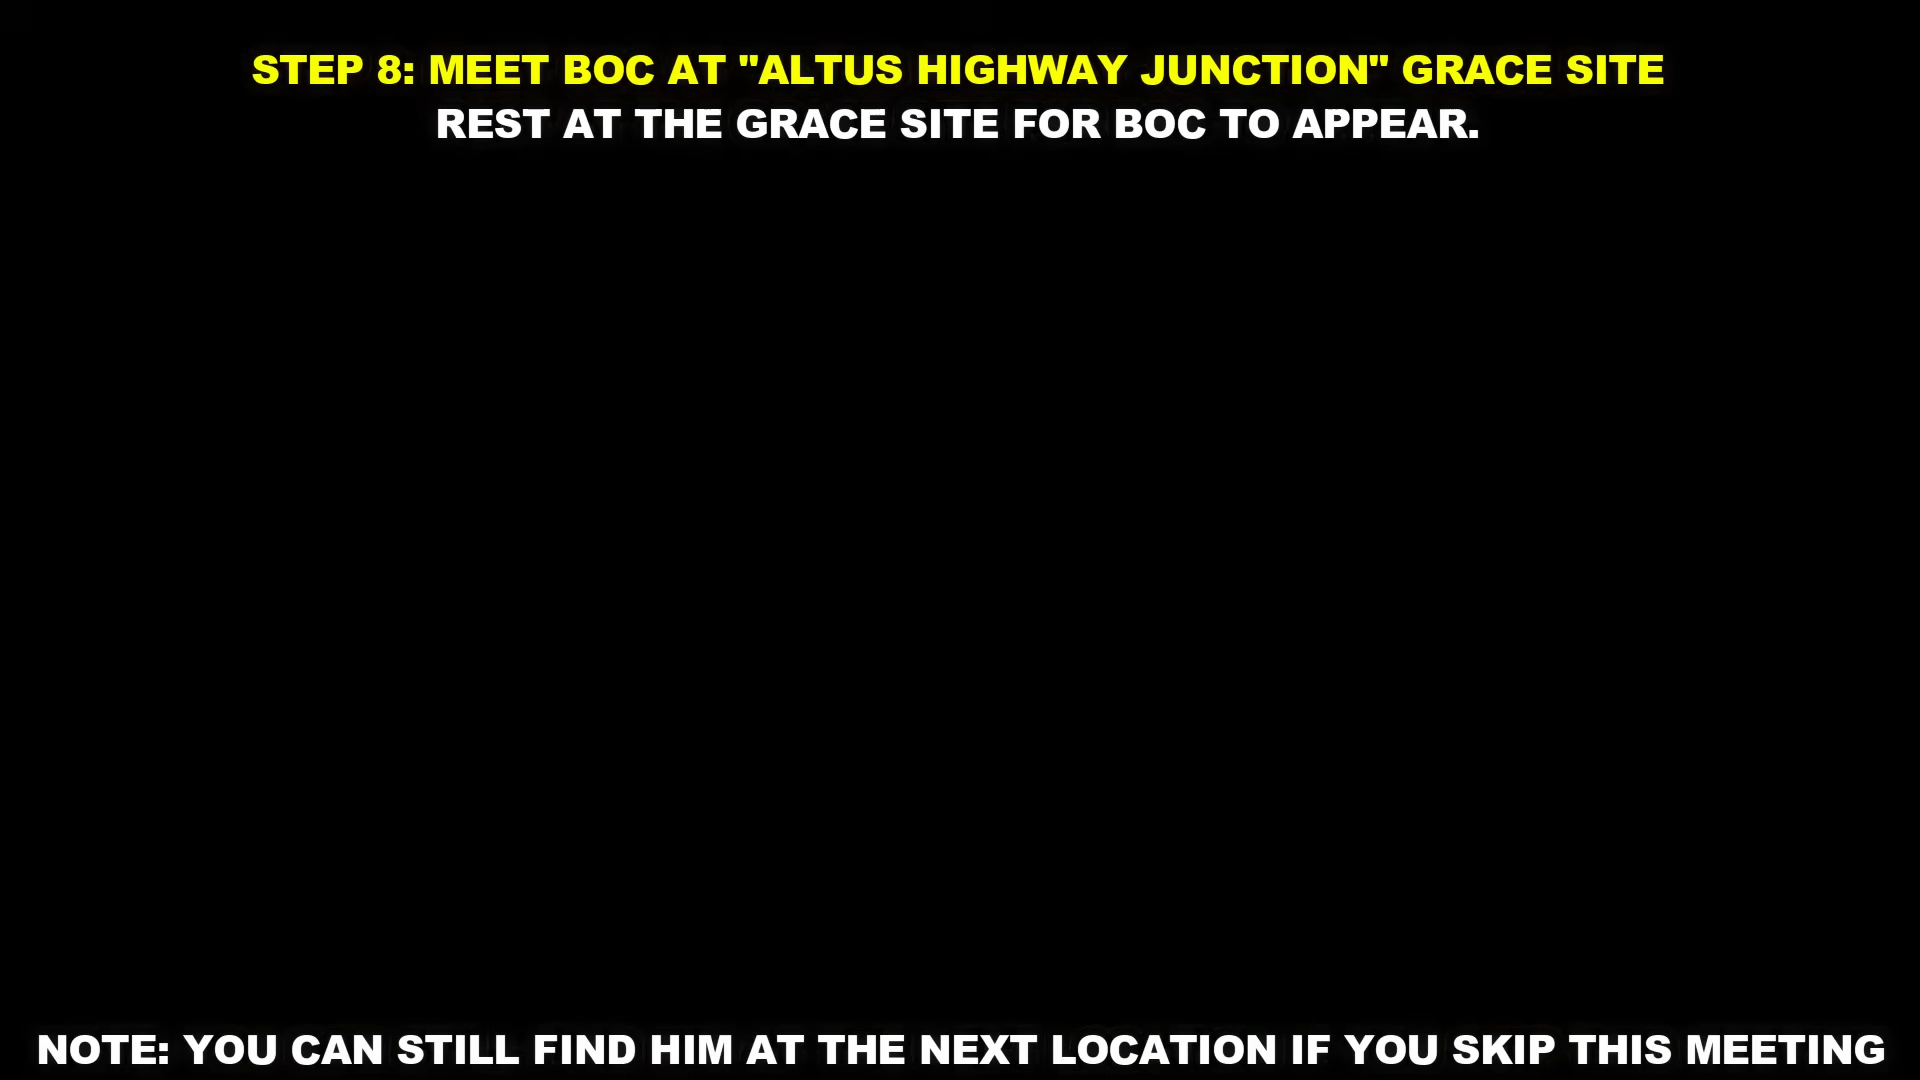 STEP 8: MEET BOC AT "ALTUS HIGHWAY JUNCTION" GRACE SITE
REST AT THE GRACE SITE FOR BOC TO APPEAR.
NOTE: YOU CAN STILL FIND HIM AT THE NEXT LOCATION IF YOU SKIP THIS MEETING